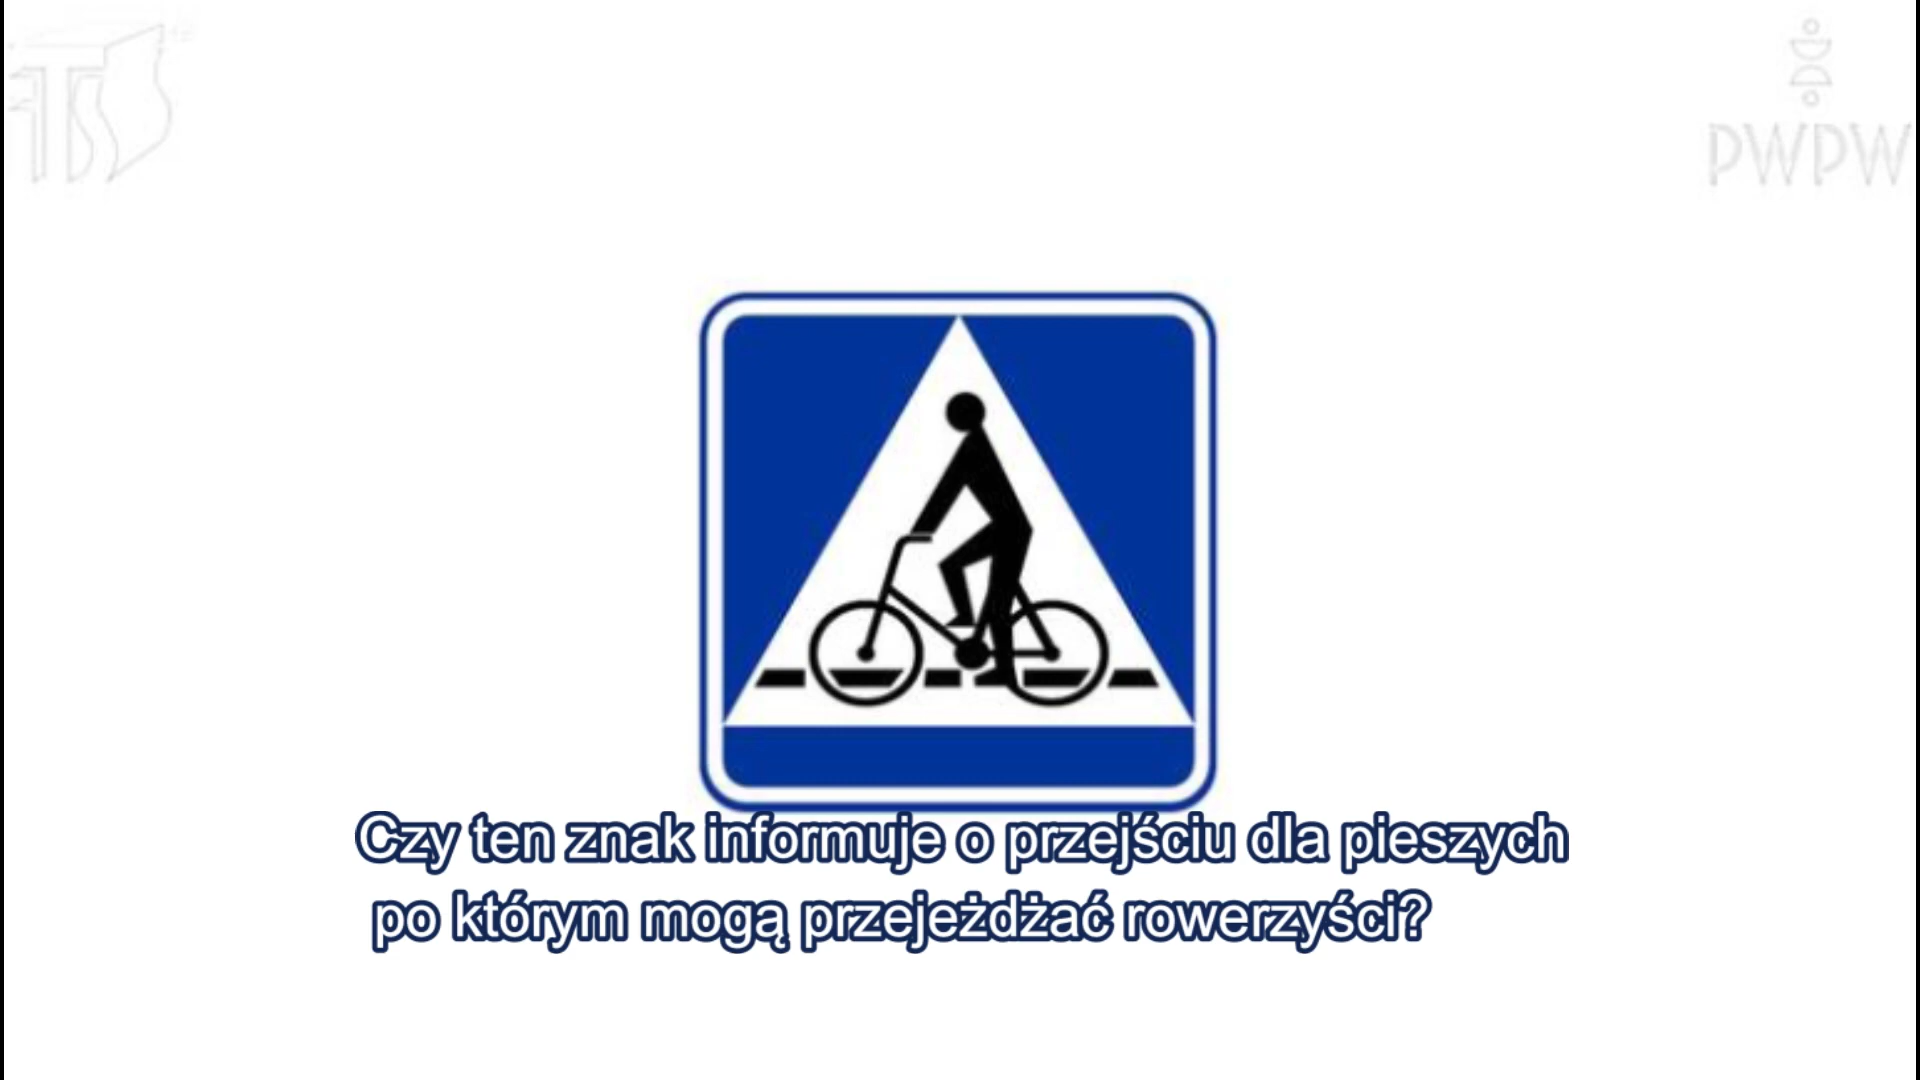 PWPW
Czy ten znak informuje o przejściu dla pieszych
po którym mogą przejeżdżać rowerzyści?